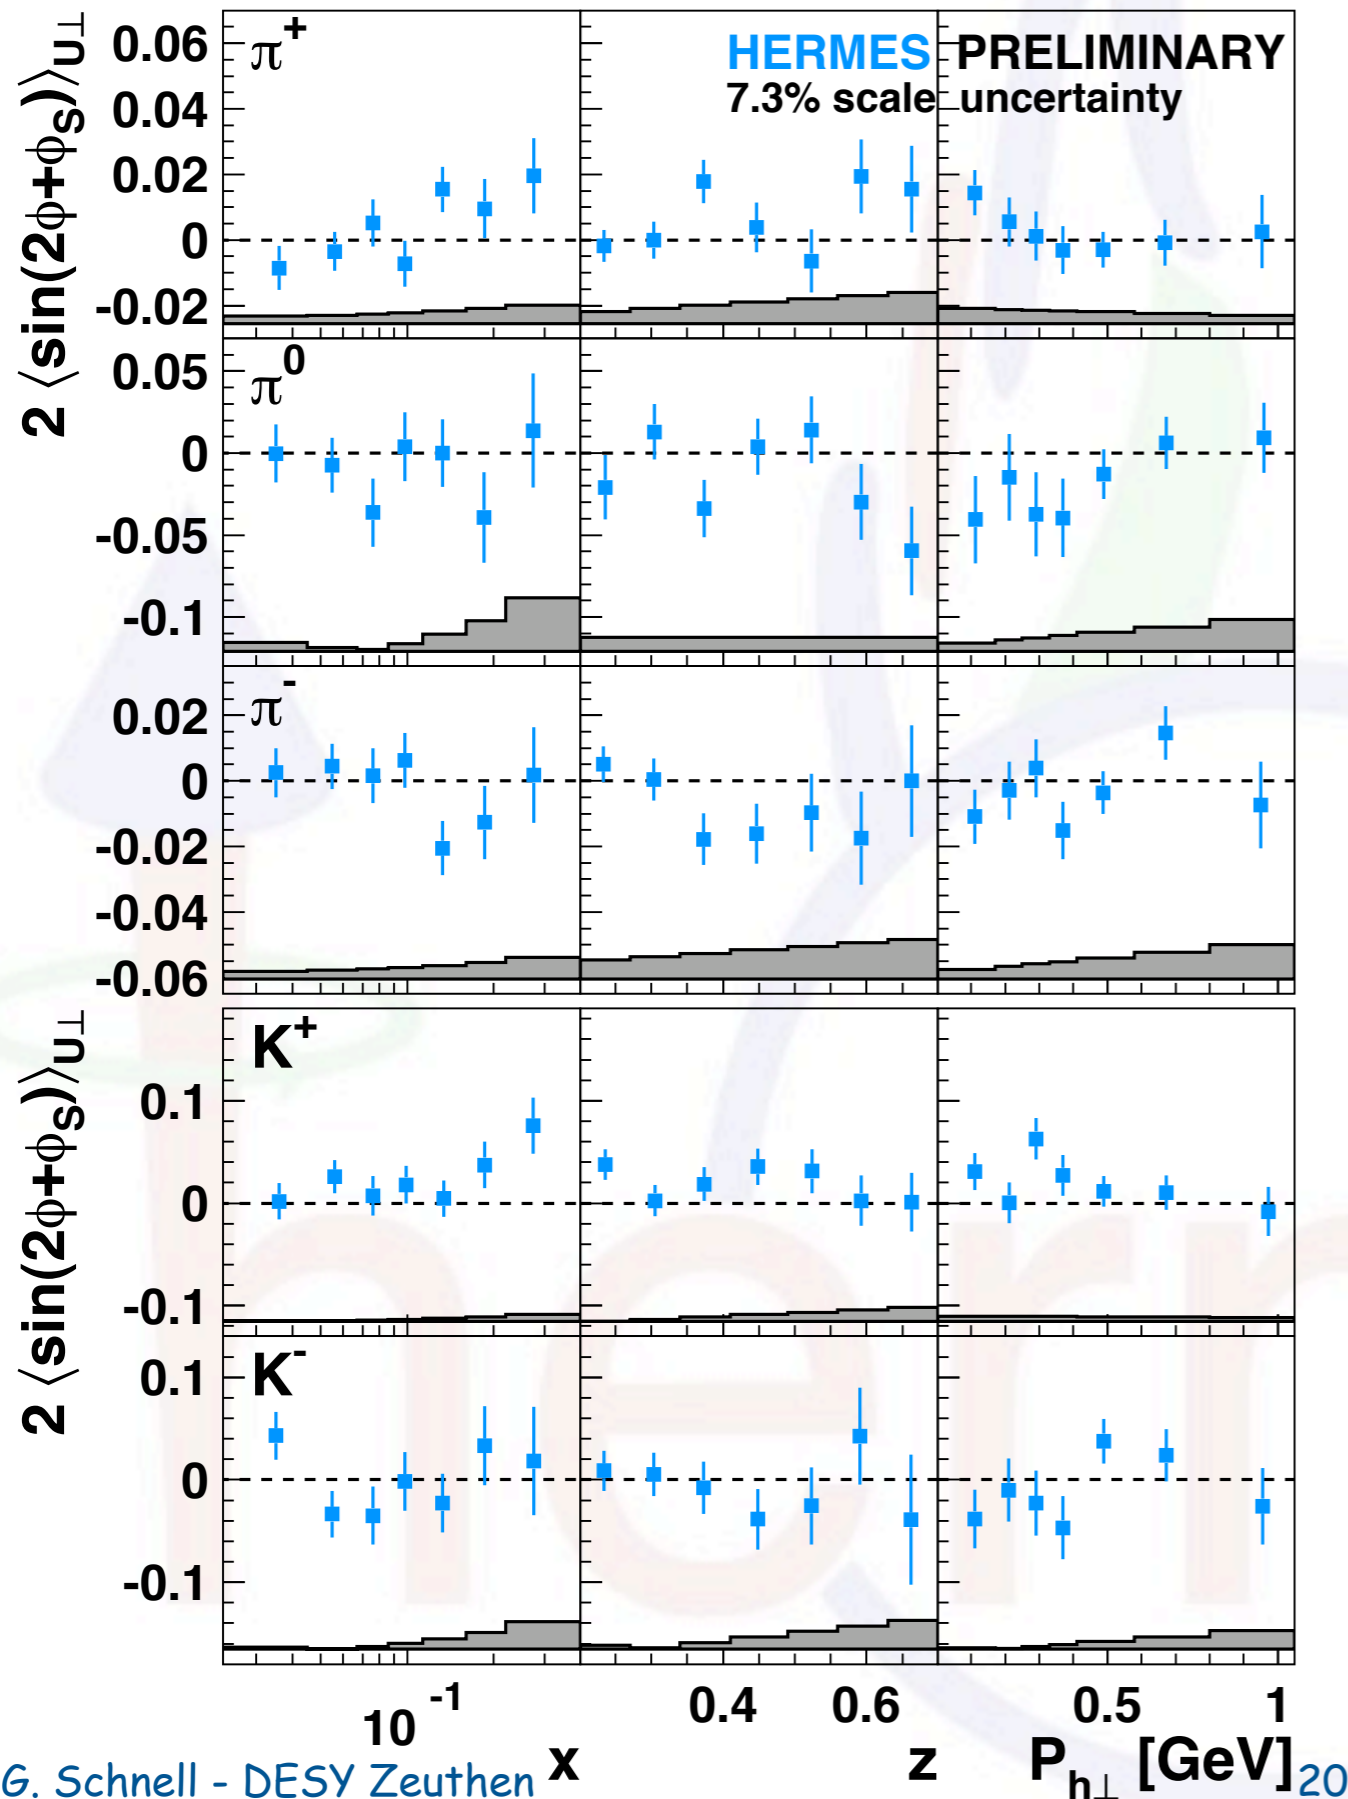 2 ⟨sin(2ϕ+ϕS)⟩U⊥
π+
HERMES PRELIMINARY
7.3% scale uncertainty
0.06
0.04
0.02
0
-0.02
π0
0.05
0
-0.05
-0.1
π-
0.02
0
-0.02
-0.04
-0.06
2 ⟨sin(2ϕ+ϕS)⟩U⊥
K+
0.1
0
-0.1
K-
0.1
0
-0.1
10-1 0.4 0.6 0.5 1
x z Ph⊥ [GeV]
G. Schnell - DESY Zeuthen 20
herm